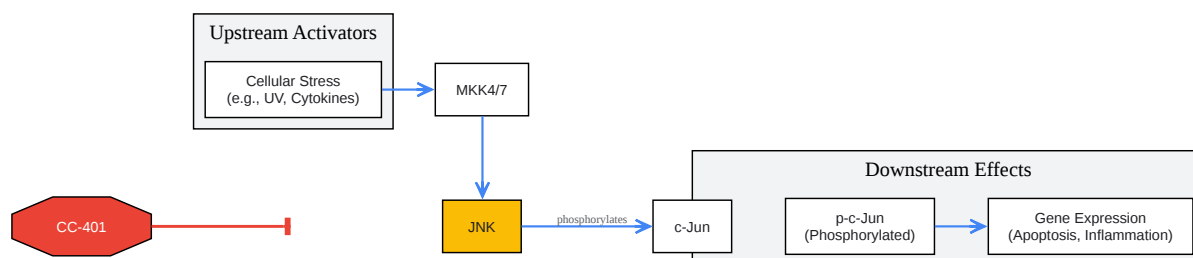 Upstream Activators
Cellular Stress
(e.g., UV, Cytokines)
MKK4/7
Downstream Effects
CC-401
JNK
phosphorylates
c-Jun
p-c-Jun
(Phosphorylated)
Gene Expression
(Apoptosis, Inflammation)